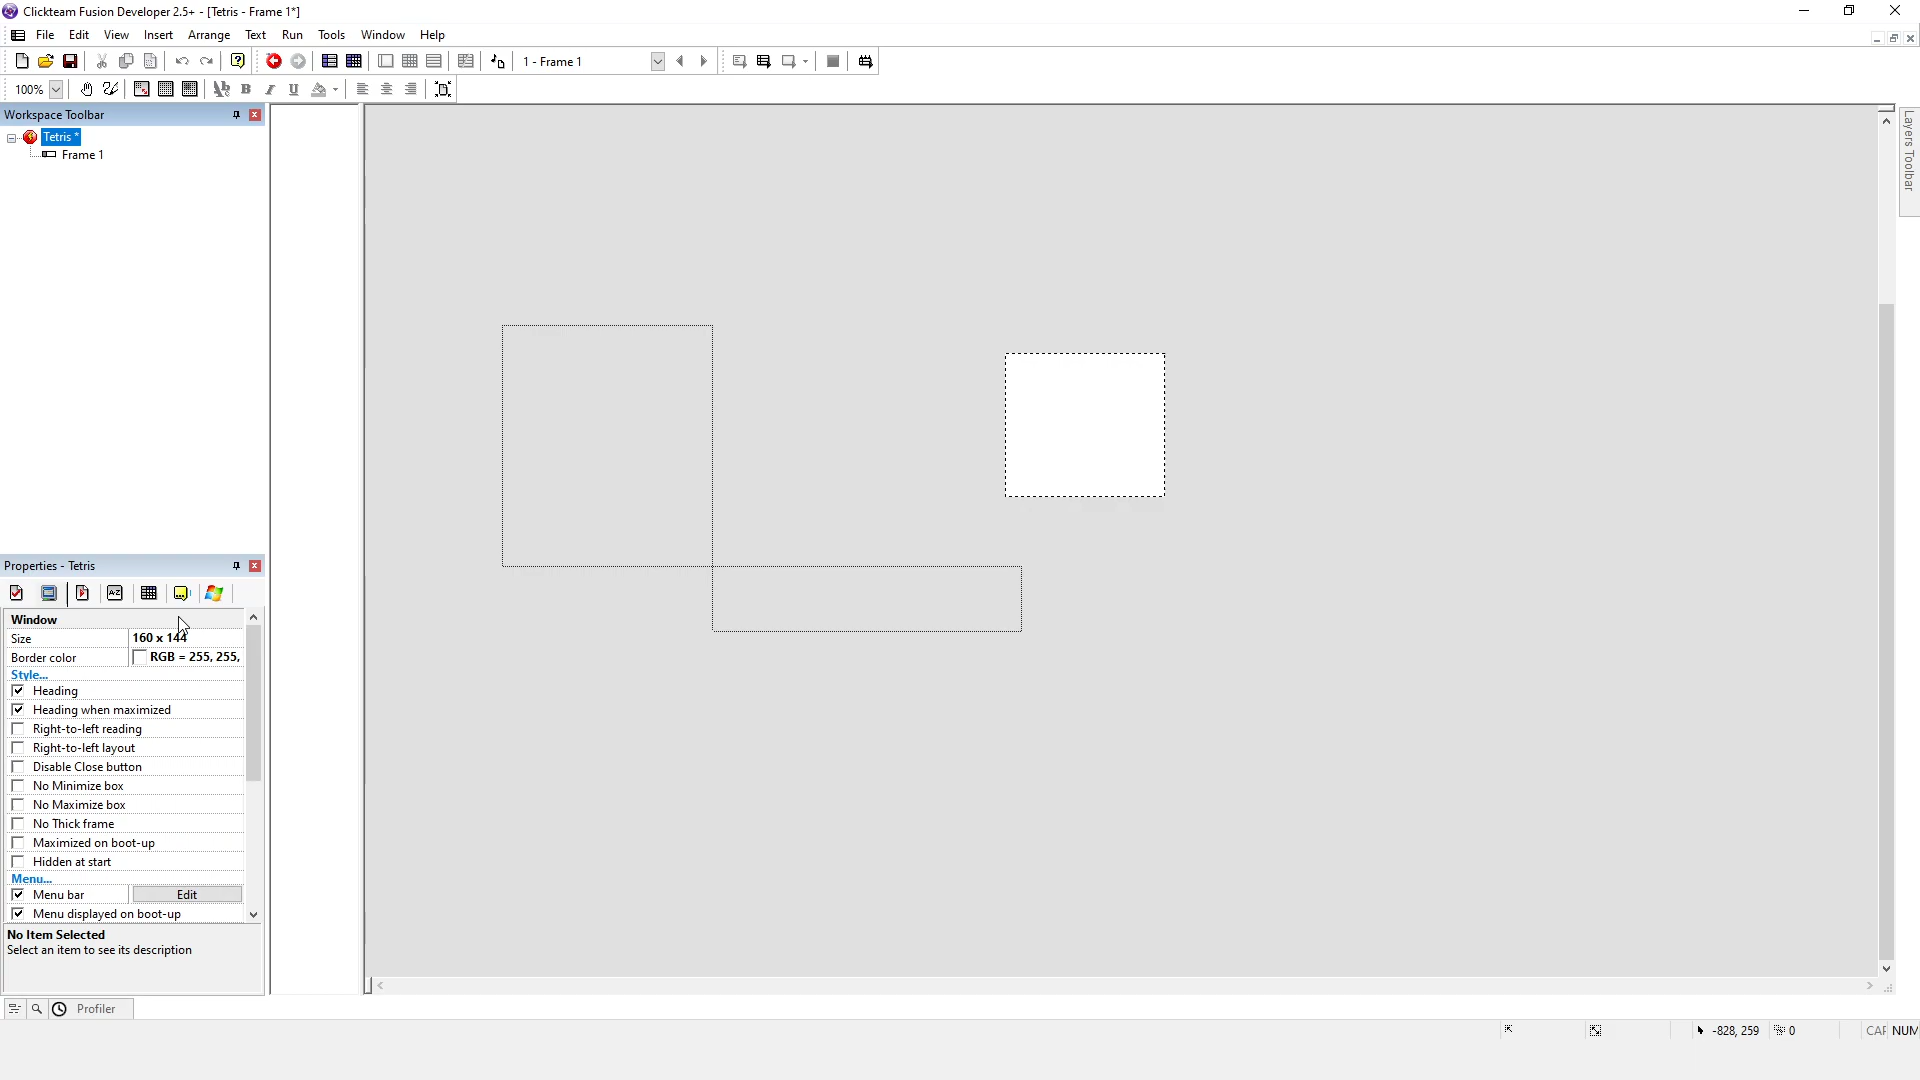 Clickteam Fusion Developer 2.5+ - [Tetris - Frame 1*]
File Edit View Insert Arrange Text Run Tools Window Help
1 - Frame 1
100%
Workspace Toolbar
Tetris *
Frame 1
Layers Toolbar
Properties - Tetris
Window
Size 160 x 144
Border color RGB = 255, 255,
Style...
Heading
Heading when maximized
Right-to-left reading
Right-to-left layout
Disable Close button
No Minimize box
No Maximize box
No Thick frame
Maximized on boot-up
Hidden at start
Menu...
Menu bar Edit
Menu displayed on boot-up
No Item Selected
Select an item to see its description
Profiler
-828, 259 0 CAP NUM